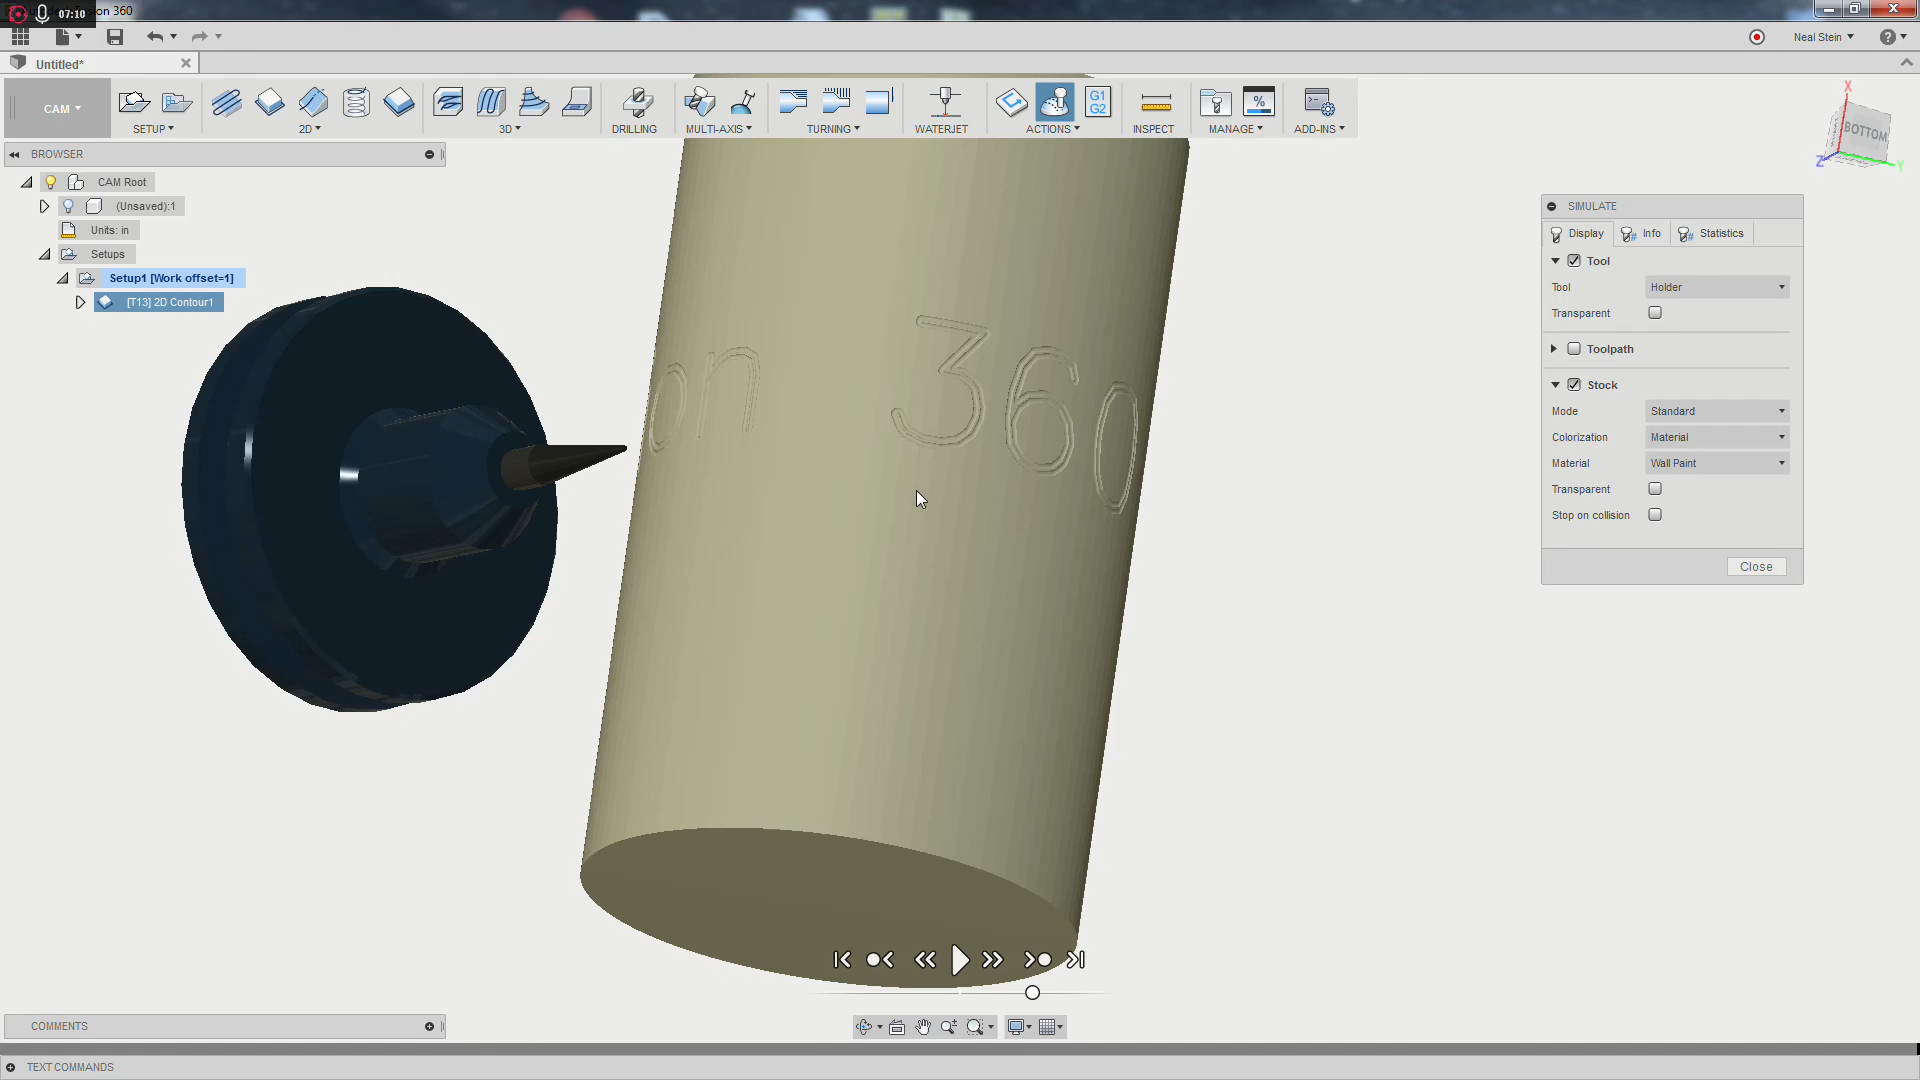 07:10
Fusion 360
Neal Stein
Untitled*
CAM
SETUP
2D
3D
DRILLING
MULTI-AXIS
TURNING
WATERJET
G1
G2
ACTIONS
INSPECT
%
MANAGE
ADD-INS
X
BOTTOM
Z
Y
BROWSER
CAM Root
(Unsaved):1
Units: in
Setups
Setup1 [Work offset=1]
[T13] 2D Contour1
on 360
SIMULATE
Display
Info
Statistics
Tool
Tool Holder
Transparent
Toolpath
Stock
Mode Standard
Colorization Material
Material Wall Paint
Transparent
Stop on collision
Close
COMMENTS
TEXT COMMANDS